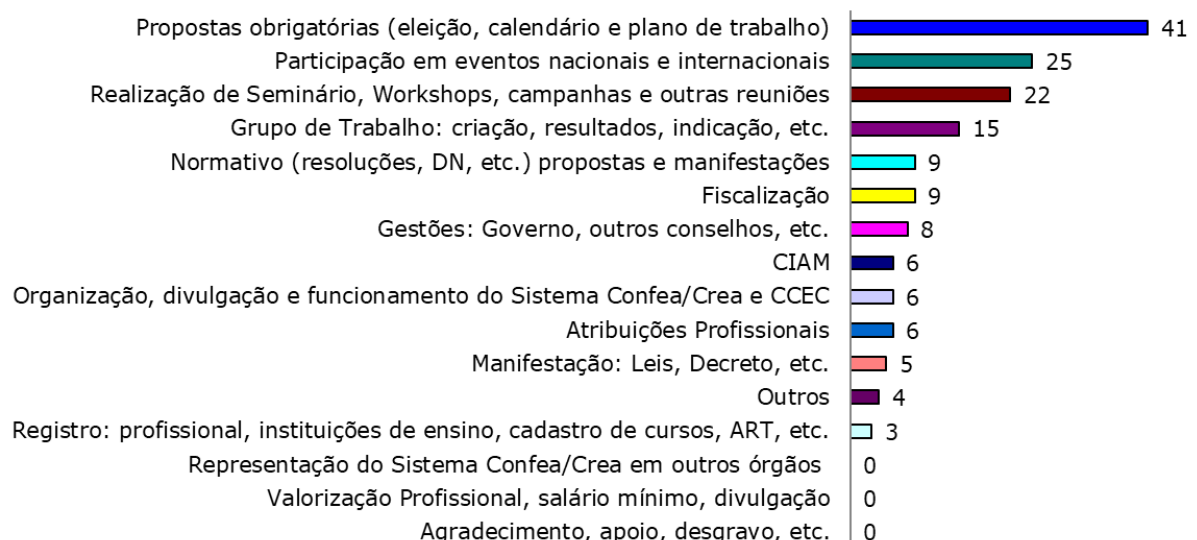 Propostas obrigatórias (eleição, calendário e plano de trabalho) 41
Participação em eventos nacionais e internacionais 25
Realização de Seminário, Workshops, campanhas e outras reuniões 22
Grupo de Trabalho: criação, resultados, indicação, etc. 15
Normativo (resoluções, DN, etc.) propostas e manifestações 9
Fiscalização 9
Gestões: Governo, outros conselhos, etc. 8
CIAM 6
Organização, divulgação e funcionamento do Sistema Confea/Crea e CCEC 6
Atribuições Profissionais 6
Manifestação: Leis, Decreto, etc. 5
Outros 4
Registro: profissional, instituições de ensino, cadastro de cursos, ART, etc. 3
Representação do Sistema Confea/Crea em outros órgãos 0
Valorização Profissional, salário mínimo, divulgação 0
Agradecimento, apoio, desgravo, etc. 0